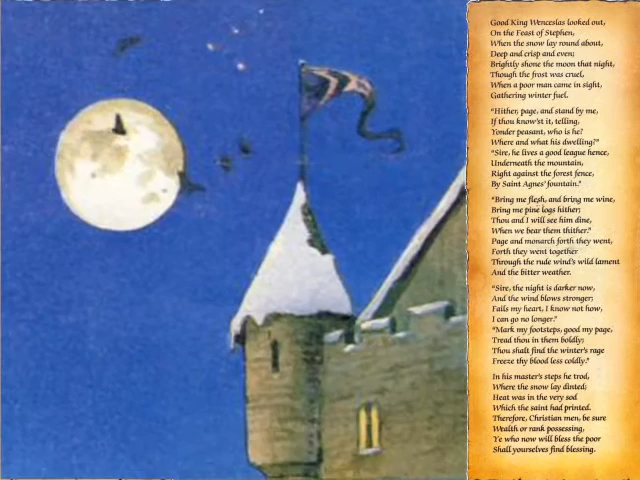 Good King Wenceslas looked out,
On the Feast of Stephen,
When the snow lay round about,
Deep and crisp and even;
Brightly shone the moon that night,
Though the frost was cruel,
When a poor man came in sight,
Gathering winter fuel.
"Hither, page, and stand by me,
If thou know'st it, telling,
Yonder peasant, who is he?
Where and what his dwelling?"
"Sire, he lives a good league hence,
Underneath the mountain,
Right against the forest fence,
By Saint Agnes' fountain."
"Bring me flesh, and bring me wine,
Bring me pine logs hither:
Thou and I will see him dine,
When we bear them thither."
Page and monarch forth they went,
Forth they went together
Through the rude wind's wild lament
And the bitter weather.
"Sire, the night is darker now,
And the wind blows stronger;
Fails my heart, I know not how,
I can go no longer."
"Mark my footsteps, good my page,
Tread thou in them boldly:
Thou shalt find the winter's rage
Freeze thy blood less coldly."
In his master's steps he trod,
Where the snow lay dinted;
Heat was in the very sod
Which the saint had printed.
Therefore, Christian men, be sure
Wealth or rank possessing,
Ye who now will bless the poor
Shall yourselves find blessing.